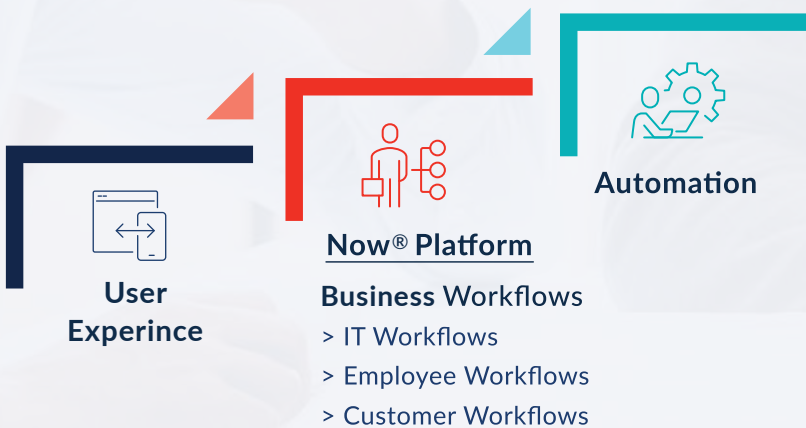 User
Experince
Now® Platform
Business Workflows
> IT Workflows
> Employee Workflows
> Customer Workflows
Automation